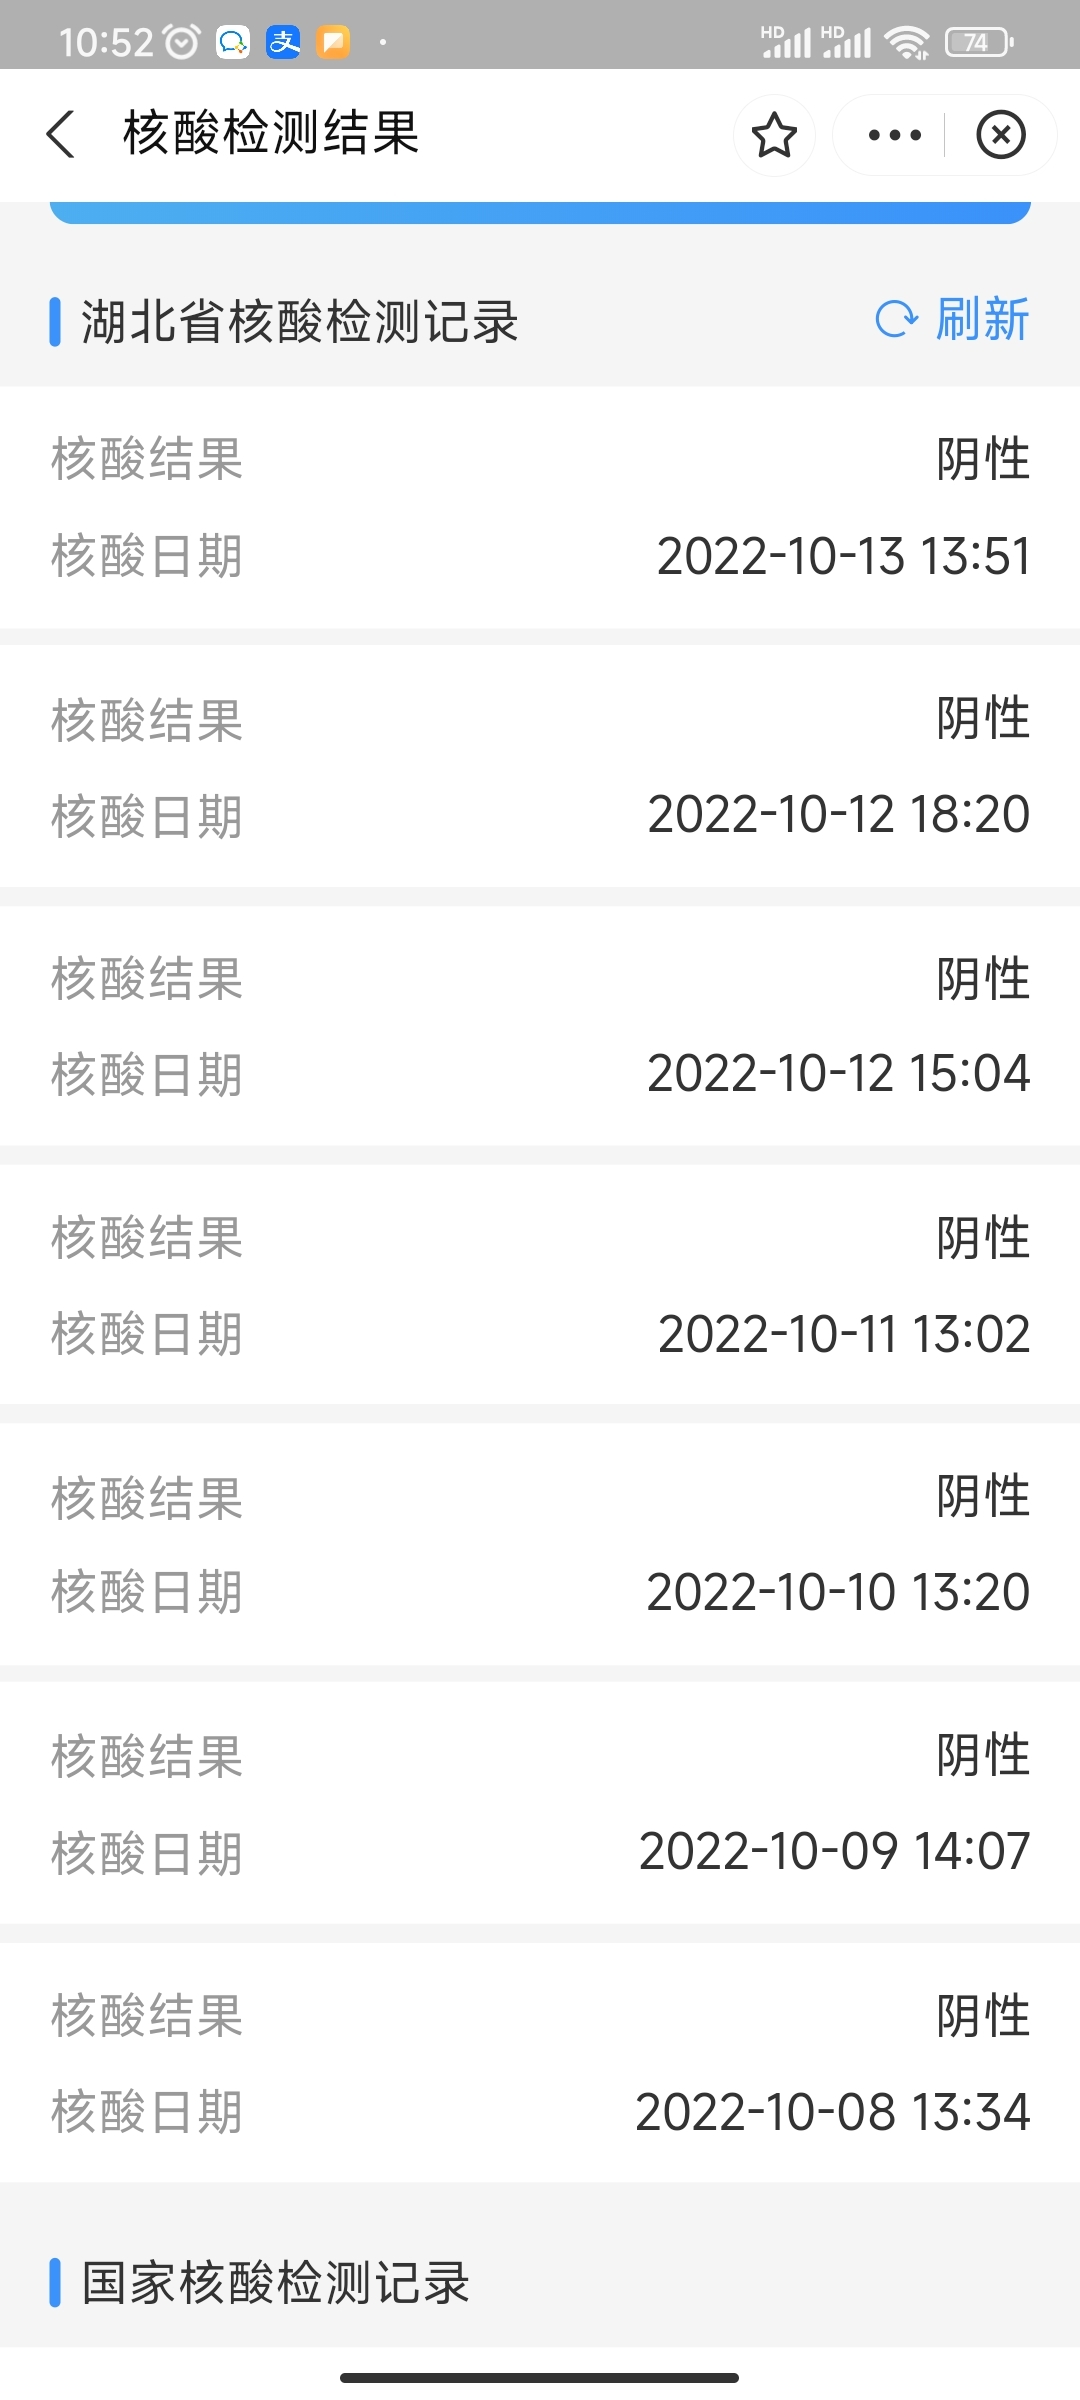 10:52 支 HD HD 74
核酸检测结果
湖北省核酸检测记录 刷新
核酸结果 阴性
核酸日期 2022-10-13 13:51
核酸结果 阴性
核酸日期 2022-10-12 18:20
核酸结果 阴性
核酸日期 2022-10-12 15:04
核酸结果 阴性
核酸日期 2022-10-11 13:02
核酸结果 阴性
核酸日期 2022-10-10 13:20
核酸结果 阴性
核酸日期 2022-10-09 14:07
核酸结果 阴性
核酸日期 2022-10-08 13:34
国家核酸检测记录